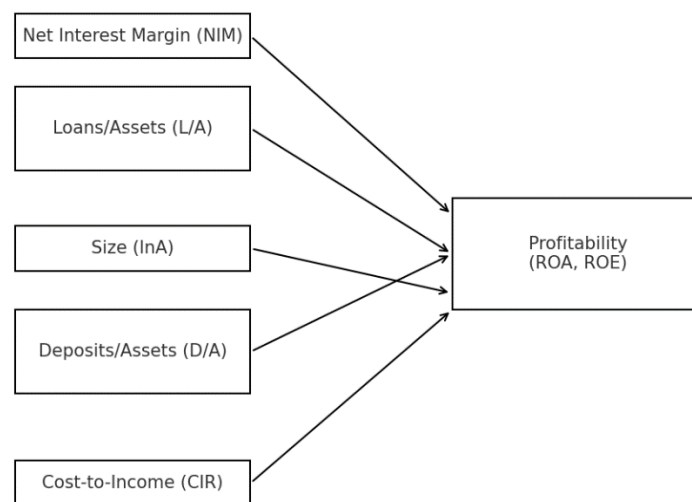 Net Interest Margin (NIM)
Loans/Assets (L/A)
Size (lnA)
Deposits/Assets (D/A)
Cost-to-Income (CIR)
Profitability
(ROA, ROE)